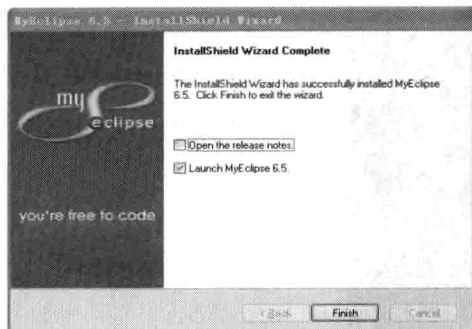 MyEclipse 6.5 - InstallShield Wizard
InstallShield Wizard Complete
The InstallShield Wizard has successfully installed MyEclipse
6.5. Click Finish to exit the wizard.
my
eclipse
Open the release notes.
Launch MyEclipse 6.5.
you're free to code
< Back
Finish
Cancel